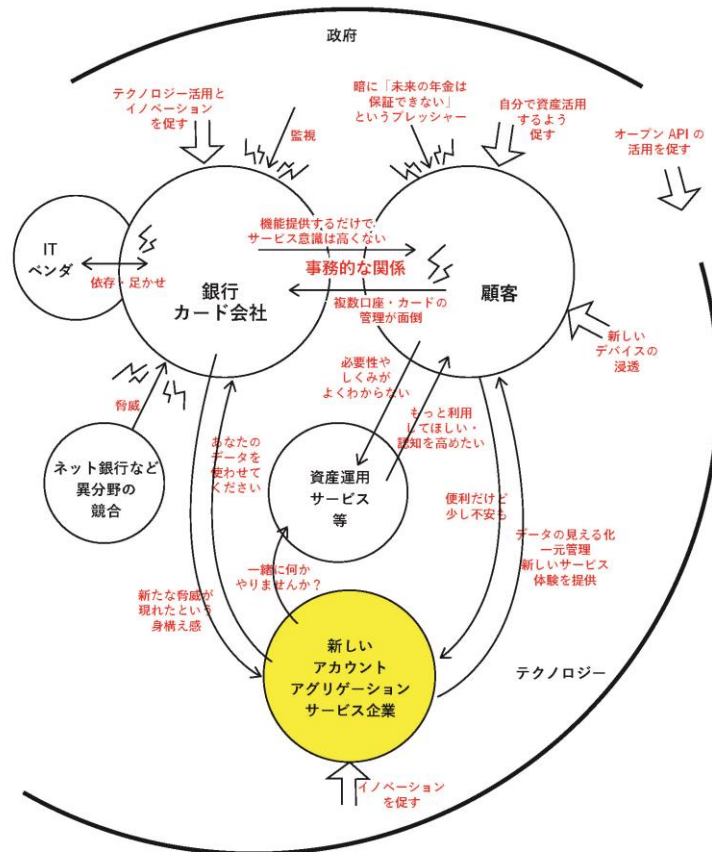 政府
テクノロジー活用と
イノベーション
を促す
監視
暗に「未来の年金は
保証できない」
というプレッシャー
自分で資産活用
するよう
促す
オープン API の
活用を促す
IT
ベンダ
依存・足かせ
銀行
カード会社
機能提供するだけで
サービス意識は高くない
事務的な関係
複数口座・カードの
管理が面倒
顧客
新しい
デバイスの
浸透
脅威
ネット銀行など
異分野の
競合
必要性や
しくみが
よくわからない
もっと利用
してほしい・
認知を高めたい
あなたの
データを
使わせて
ください
資産運用
サービス
等
便利だけど
少し不安も
データの見える化
一元管理
新しいサービス
体験を提供
一緒に何か
やりませんか？
新たな脅威が
現れたという
身構え感
新しい
アカウント
アグリゲーション
サービス企業
テクノロジー
イノベーション
を促す